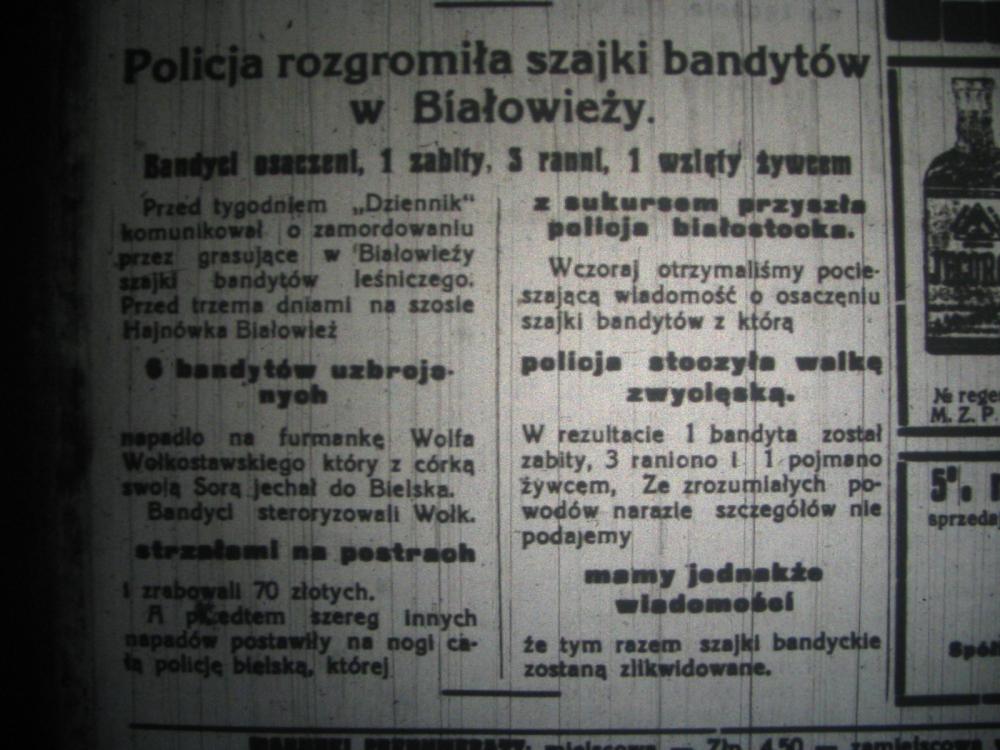 Policja rozgromiła szajki bandytów
w Białowieży.
Bandyci osaczeni, 1 zabity, 3 ranni, 1 wzięty żywcem
Przed tygodniem „Dziennik“
komunikował o zamordowaniu
przez grasujące w Białowieży
szajki bandytów leśniczego.
Przed trzema dniami na szosie
Hajnówka Białowież
6 bandytów uzbrojo-
nych
napadło na furmankę Wolfa
Wołkostawskiego który z córką
swoją Sorą jechał do Bielska.
Bandyci steroryzowali Wołk.
strzałami na postrach
i zrabowali 70 złotych.
A przedtem szereg innych
napadów postawiły na nogi ca-
łą policję bielską, której
z sukursem przyszła
policja białostocka.
Wczoraj otrzymaliśmy pocie-
szającą wiadomość o osaczeniu
szajki bandytów z którą
policja stoczyła walkę
zwycięską.
W rezultacie 1 bandyta został
zabity, 3 raniono i 1 pojmano
żywcem, Ze zrozumiałych po-
wodów narazie szczegółów nie
podajemy
mamy jednakże
wiadomości
że tym razem szajki bandyckie
zostaną zlikwidowane.
№ rege
M. Z. P.
5%
sprzeda
Spół
miejscowa — Zł. 4.50